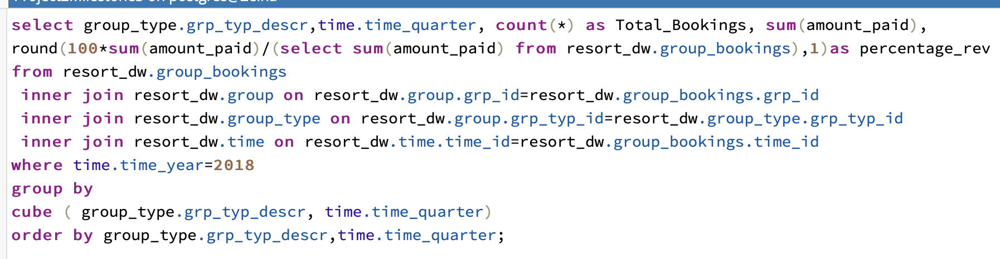 select group_type.grp_typ_descr,time.time_quarter, count(*) as Total_Bookings, sum(amount_paid),
round(100*sum(amount_paid)/(select sum(amount_paid) from resort_dw.group_bookings),1)as percentage_rev
from resort_dw.group_bookings
inner join resort_dw.group on resort_dw.group.grp_id=resort_dw.group_bookings.grp_id
inner join resort_dw.group_type on resort_dw.group.grp_typ_id=resort_dw.group_type.grp_typ_id
inner join resort_dw.time on resort_dw.time.time_id=resort_dw.group_bookings.time_id
where time.time_year=2018
group by
cube ( group_type.grp_typ_descr, time.time_quarter)
order by group_type.grp_typ_descr,time.time_quarter;